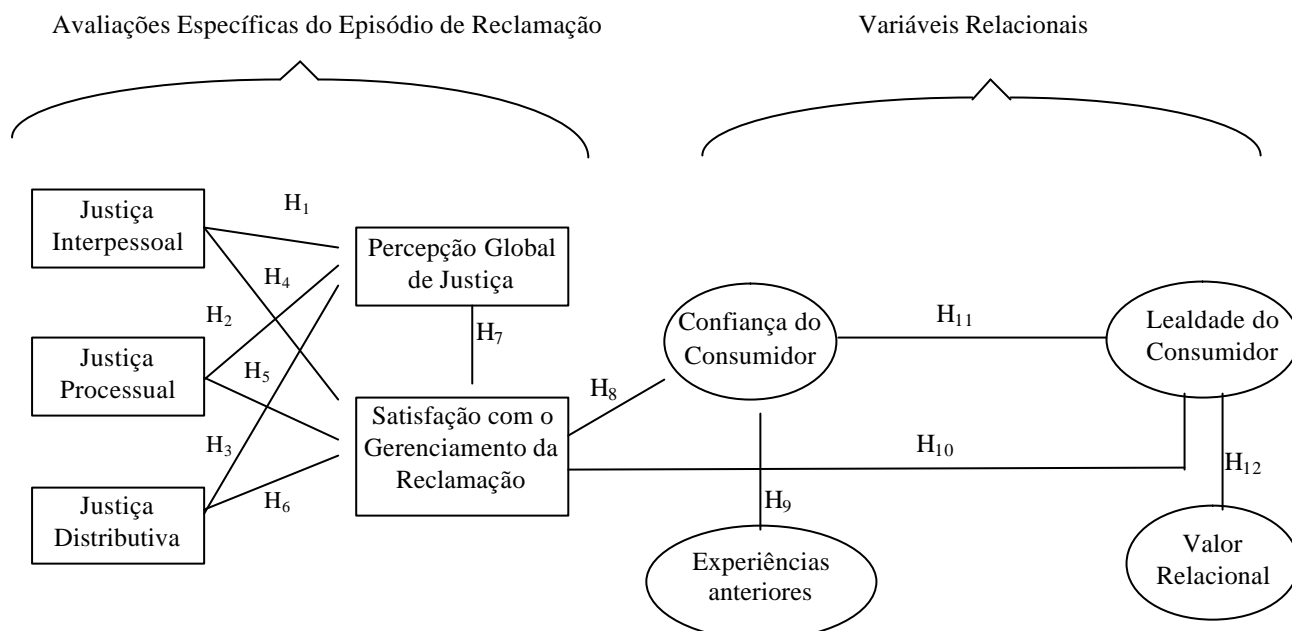 Avaliações Específicas do Episódio de Reclamação
Variáveis Relacionais
Justiça
Interpessoal
H₁
Percepção Global
de Justiça
H₄
H₂
H₇
Justiça
Processual
H₅
Confiança do
Consumidor
H₁₁
Lealdade do
Consumidor
H₈
Satisfação com o
Gerenciamento da
Reclamação
H₃
H₁₀
H₁₂
Justiça
Distributiva
H₆
H₉
Experiências
anteriores
Valor
Relacional